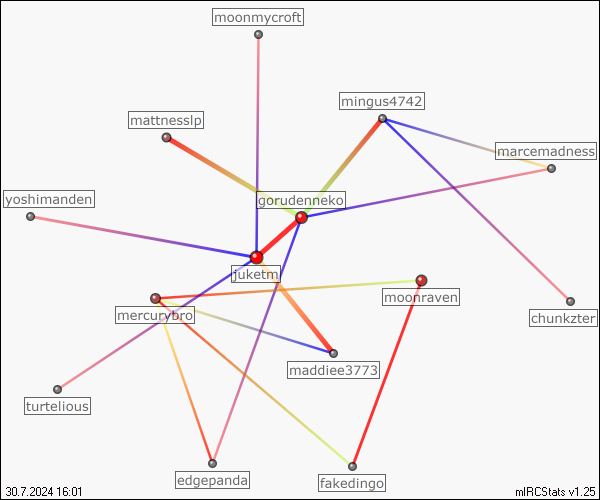 moonmycroft
mingus4742
mattnesslp
marcemadness
yoshimanden
gorudenneko
juketn
moonraven
mercurybro
chunkzter
maddiee3773
turtelious
edgepanda
fakedingo
30.7.2024 16:01
mIRCStats v1.25